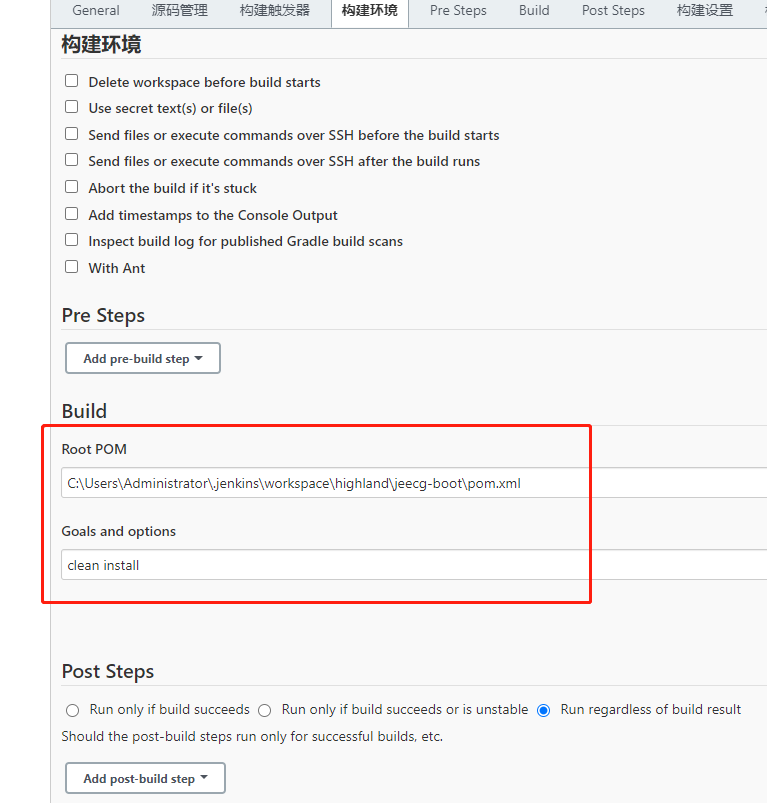 General 源码管理 构建触发器 构建环境 Pre Steps Build Post Steps 构建设置
构建环境
Delete workspace before build starts
Use secret text(s) or file(s)
Send files or execute commands over SSH before the build starts
Send files or execute commands over SSH after the build runs
Abort the build if it's stuck
Add timestamps to the Console Output
Inspect build log for published Gradle build scans
With Ant
Pre Steps
Add pre-build step
Build
Root POM
C:\Users\Administrator\.jenkins\workspace\highland\jeecg-boot\pom.xml
Goals and options
clean install
Post Steps
Run only if build succeeds Run only if build succeeds or is unstable Run regardless of build result
Should the post-build steps run only for successful builds, etc.
Add post-build step